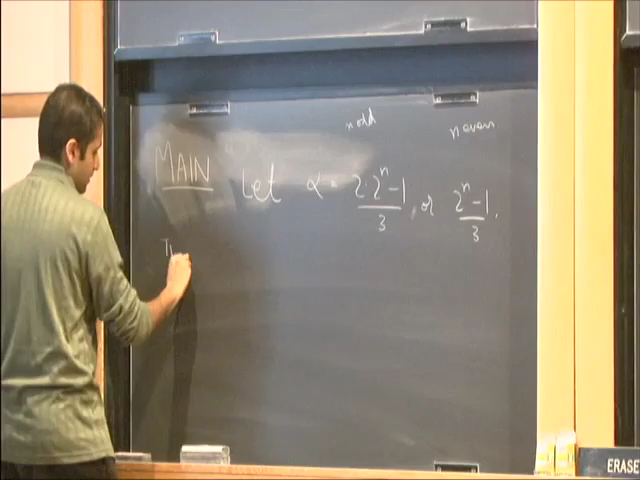 n odd n even
MAIN Let α = 2·2ⁿ-1/3, or 2ⁿ-1/3.
ERASE